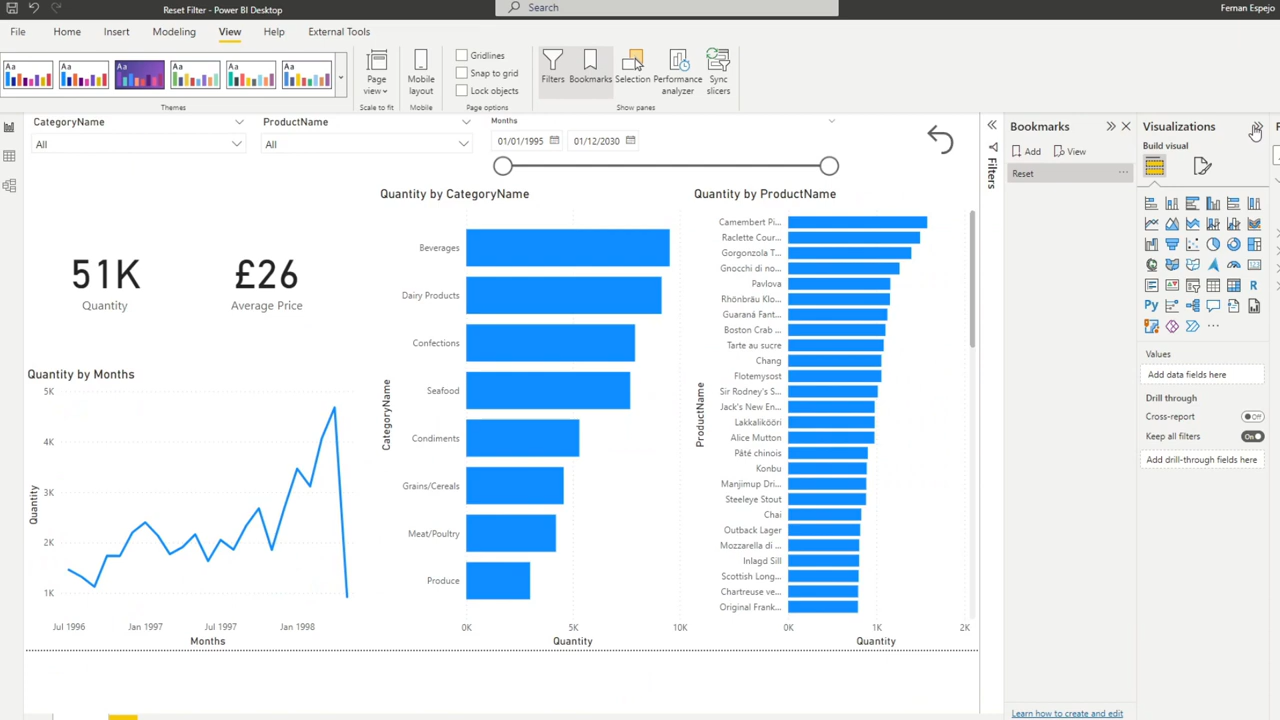 Reset Filter - Power BI Desktop
Search
Fernan Espejo
File Home Insert Modeling View Help External Tools
Aa Aa Aa Aa Aa Aa
Themes
Page view
Scale to fit
Mobile layout
Mobile
Gridlines
Snap to grid
Lock objects
Page options
Filters
Bookmarks
Selection
Performance analyzer
Sync slicers
Show panes
CategoryName
All
ProductName
All
Months
01/01/1995 01/12/2030
51K
Quantity
£26
Average Price
Quantity by Months
5K
4K
3K
2K
1K
Quantity
Jul 1996 Jan 1997 Jul 1997 Jan 1998
Months
Quantity by CategoryName
CategoryName
Beverages
Dairy Products
Confections
Seafood
Condiments
Grains/Cereals
Meat/Poultry
Produce
0K 5K 10K
Quantity
Quantity by ProductName
ProductName
Camembert Pi...
Raclette Cour...
Gorgonzola T...
Gnocchi di no...
Pavlova
Rhönbräu Klo...
Guaraná Fant...
Boston Crab ...
Tarte au sucre
Chang
Flotemysost
Sir Rodney's S...
Jack's New En...
Lakkalikööri
Alice Mutton
Pâté chinois
Konbu
Manjimup Dri...
Steeleye Stout
Chai
Outback Lager
Mozzarella di ...
Inlagd Sill
Scottish Long...
Chartreuse ve...
Original Frank...
0K 1K 2K
Quantity
Filters
Bookmarks
Add View
Reset ...
Learn how to create and edit
Visualizations
Build visual
R
Py
...
Values
Add data fields here
Drill through
Cross-report Off
Keep all filters On
Add drill-through fields here